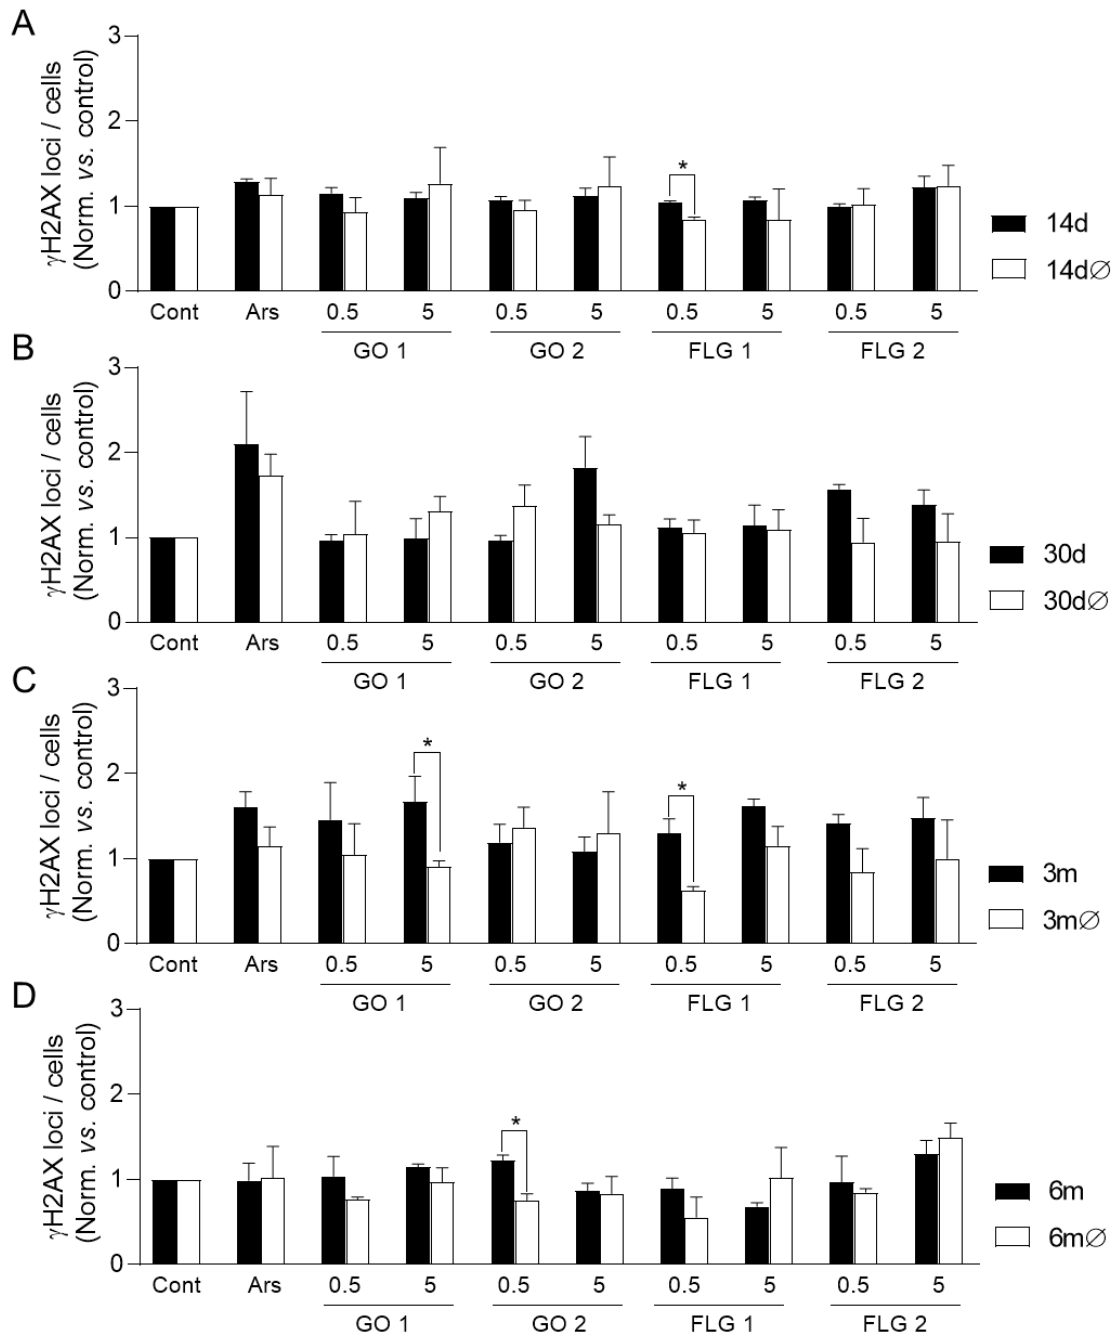 A
γH2AX loci / cells
(Norm. vs. control)
3
2
1
0
*
14d
14d∅
Cont Ars 0.5 5 0.5 5 0.5 5 0.5 5
GO 1 GO 2 FLG 1 FLG 2
B
γH2AX loci / cells
(Norm. vs. control)
3
2
1
0
30d
30d∅
Cont Ars 0.5 5 0.5 5 0.5 5 0.5 5
GO 1 GO 2 FLG 1 FLG 2
C
γH2AX loci / cells
(Norm. vs. control)
3
2
1
0
* *
3m
3m∅
Cont Ars 0.5 5 0.5 5 0.5 5 0.5 5
GO 1 GO 2 FLG 1 FLG 2
D
γH2AX loci / cells
(Norm. vs. control)
3
2
1
0
*
6m
6m∅
Cont Ars 0.5 5 0.5 5 0.5 5 0.5 5
GO 1 GO 2 FLG 1 FLG 2